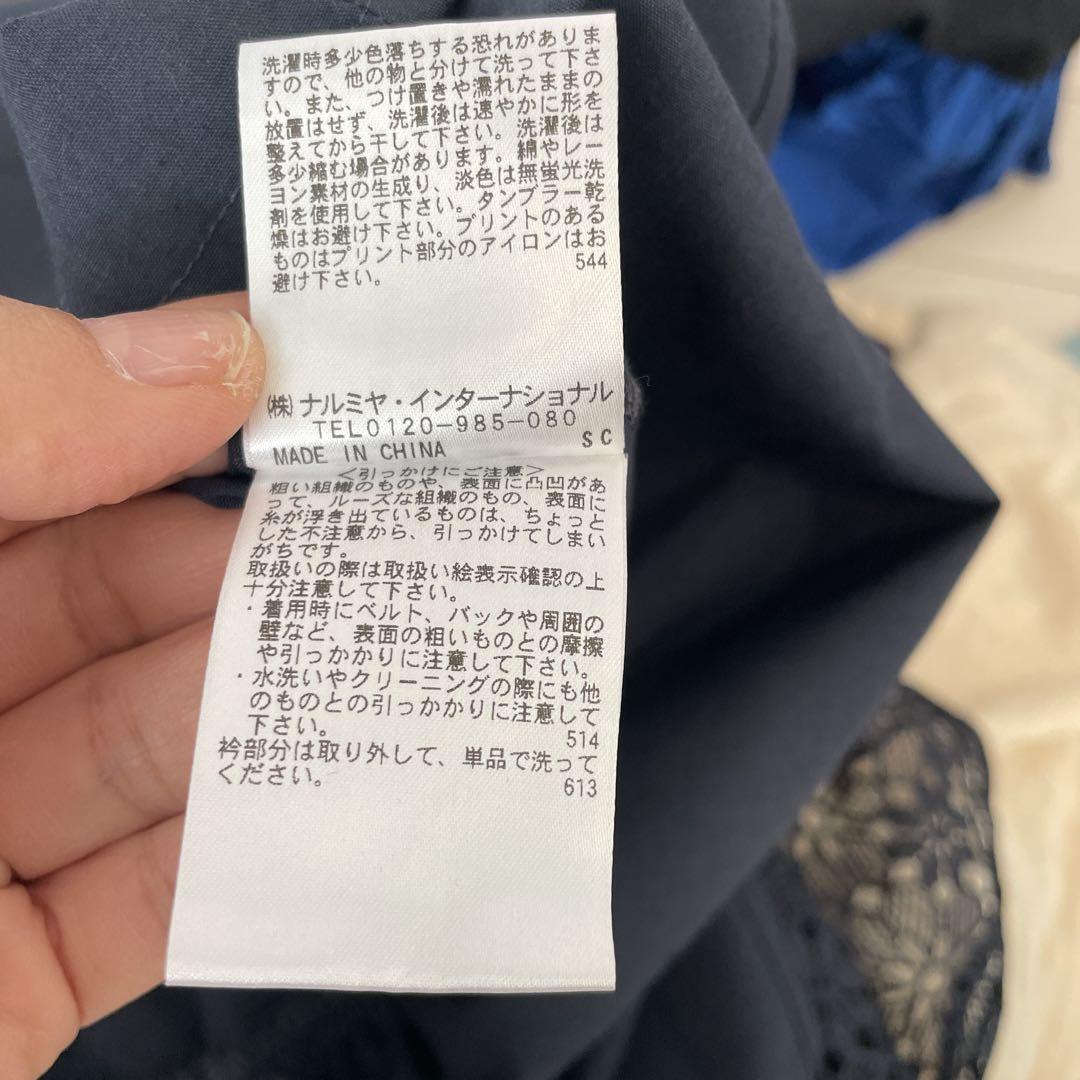 洗濯時多少色落ちする恐れがありま
すので、他の物と分けて洗って下さ
い。また、つけ置きや濡れたままの
放置はせず、洗濯後は速やかに形を
整えてから干して下さい。洗濯後は
多少縮む場合があります。綿やレー
ヨン素材の生成り、淡色は無蛍光洗
剤を使用して下さい。タンブラー乾
燥はお避け下さい。プリントのある
ものはプリント部分のアイロンはお
避け下さい。
544
㈱ナルミヤ・インターナショナル
TEL0120-985-080
MADE IN CHINA
SC
<引っかけにご注意>
粗い組織のものや、表面に凸凹があ
って、ルーズな組織のもの、表面に
糸が浮き出ているものは、ちょっと
した不注意から、引っかけてしまい
がちです。
取扱いの際は取扱い絵表示確認の上
十分注意して下さい。
・着用時にベルト、バックや周囲の
壁など、表面の粗いものとの摩擦
や引っかかりに注意して下さい。
・水洗いやクリーニングの際にも他
のものとの引っかかりに注意して
下さい。
514
衿部分は取り外して、単品で洗って
ください。
613